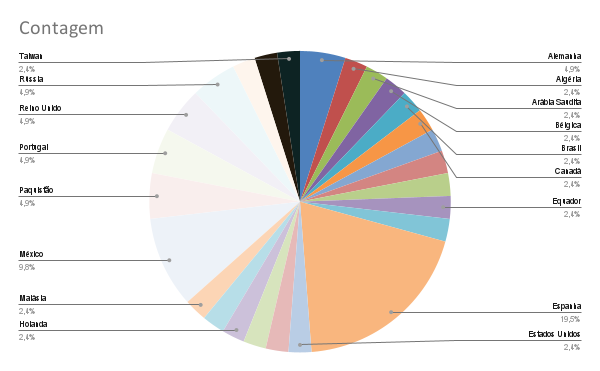 Contagem
Taiwan
2,4%
Rússia
4,9%
Reino Unido
4,9%
Portugal
4,9%
Paquistão
4,9%
México
9,8%
Malásia
2,4%
Holanda
2,4%
Alemanha
4,9%
Algéria
2,4%
Arábia Saudita
2,4%
Bélgica
2,4%
Brasil
2,4%
Canadá
2,4%
Equador
2,4%
Espanha
19,5%
Estados Unidos
2,4%